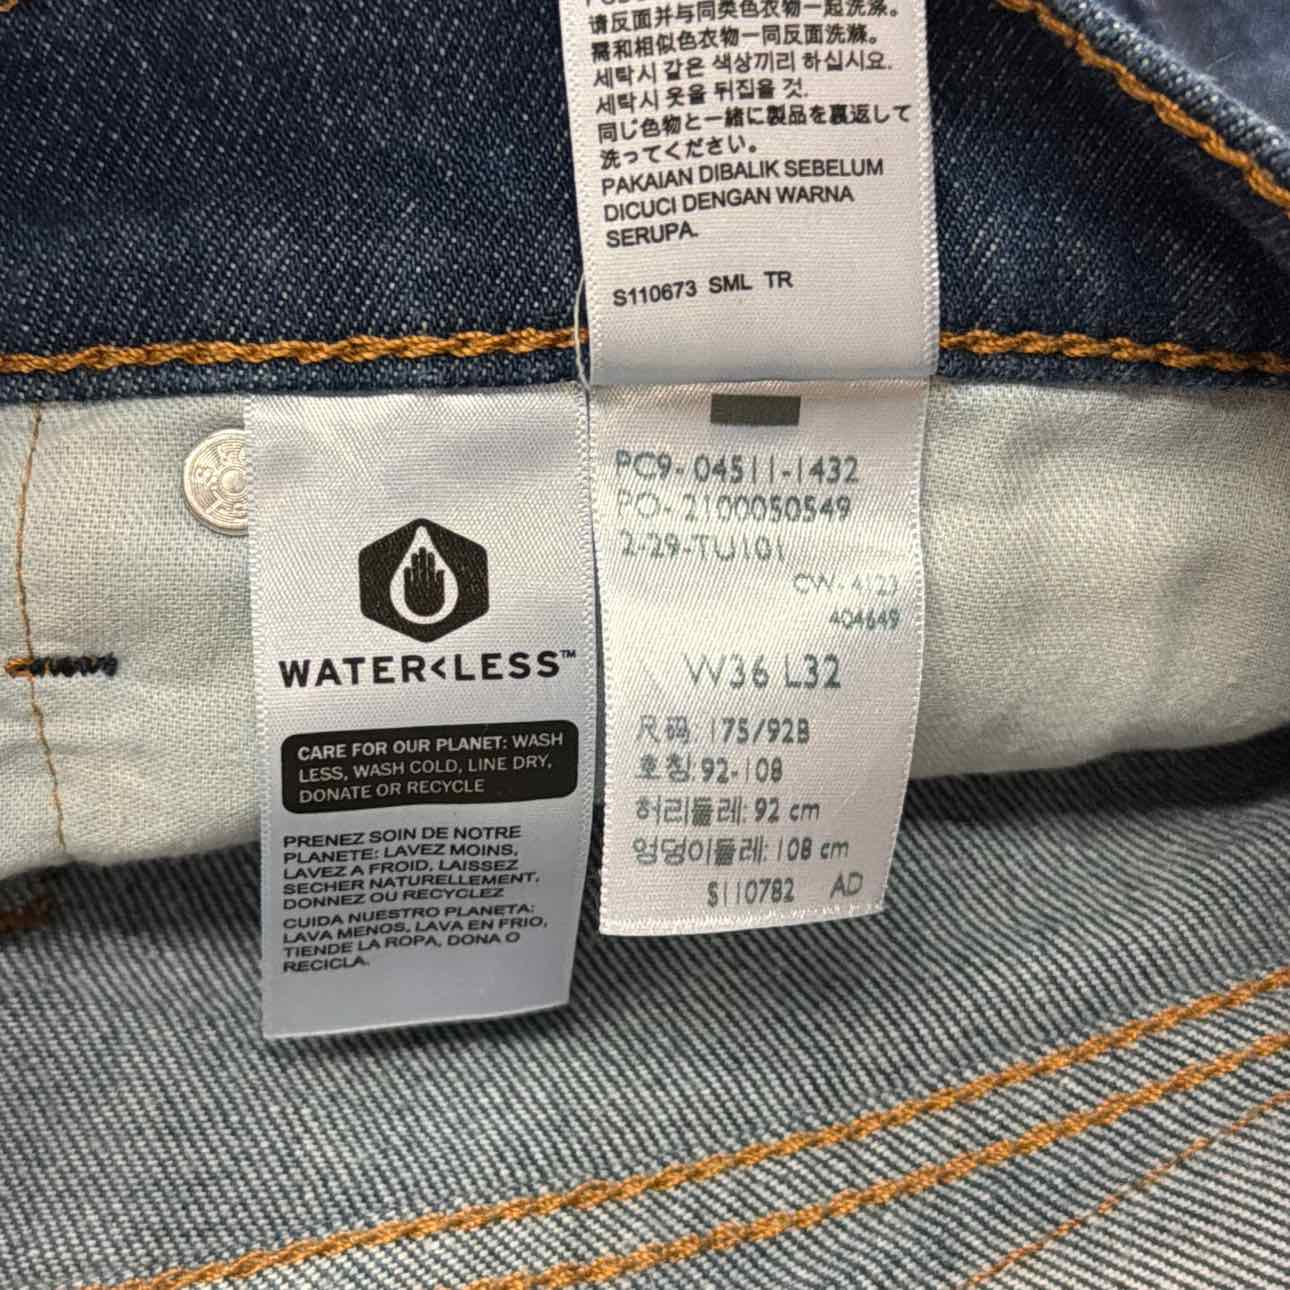 请反面并与同类色衣物一起洗涤。
需和相似色衣物一同反面洗滌。
세탁시 같은 색상끼리 하십시요.
세탁시 옷을 뒤집을 것.
同じ色物と一緒に製品を裏返して
洗ってください。
PAKAIAN DIBALIK SEBELUM
DICUCI DENGAN WARNA
SERUPA.
S110673 SML TR
WATER<LESS™
CARE FOR OUR PLANET: WASH
LESS, WASH COLD, LINE DRY,
DONATE OR RECYCLE
PRENEZ SOIN DE NOTRE
PLANETE: LAVEZ MOINS,
LAVEZ A FROID, LAISSEZ
SECHER NATURELLEMENT,
DONNEZ OU RECYCLEZ
CUIDA NUESTRO PLANETA:
LAVA MENOS, LAVA EN FRIO,
TIENDE LA ROPA, DONA O
RECICLA.
PC9-04511-1432
PO-2100050549
2-29-TU101
CW-4123
404649
W36 L32
尺码 175/92B
호칭 92-108
허리둘레: 92 cm
엉덩이둘레: 108 cm
S110782 AD